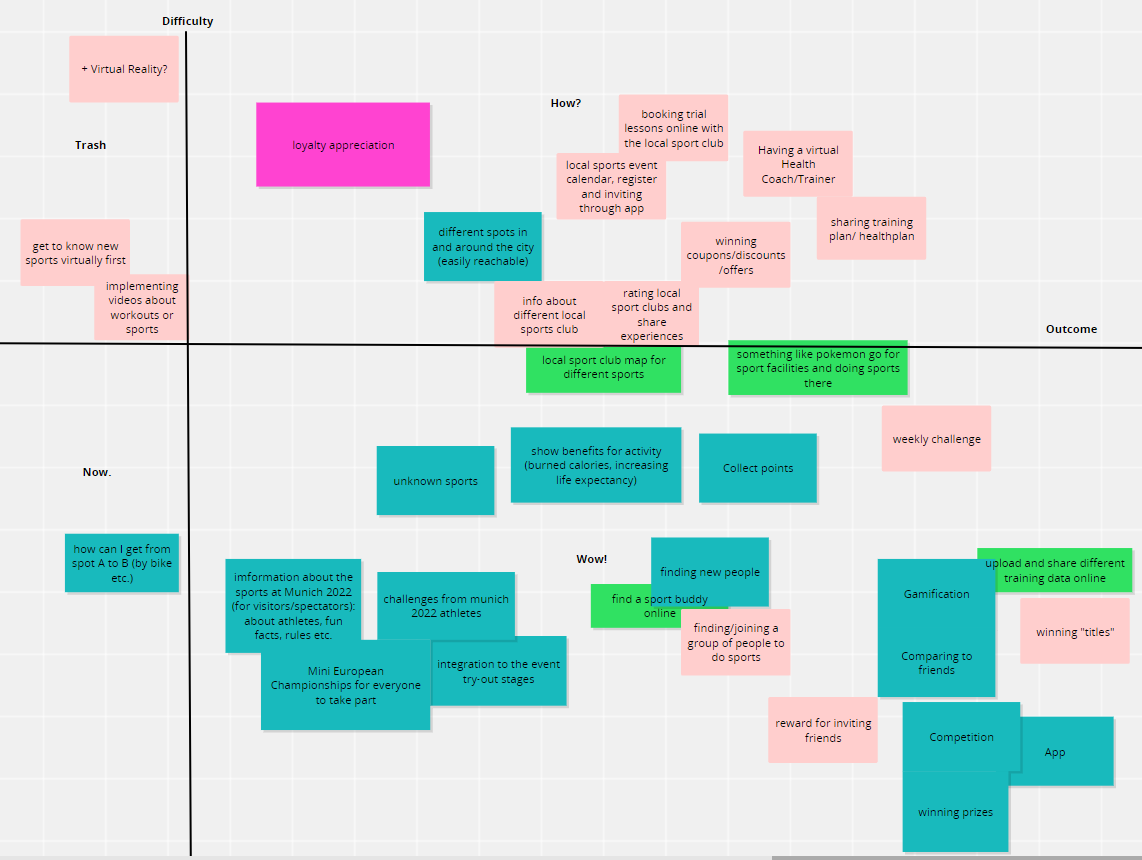 Difficulty
+ Virtual Reality?
Trash
loyalty appreciation
How?
booking trial
lessons online with
the local sport club
Having a virtual
Health
Coach/Trainer
local sports event
calendar, register
and inviting
through app
sharing training
plan/ healthplan
different spots in
and around the city
(easily reachable)
winning
coupons/discounts
/offers
get to know new
sports virtually first
implementing
videos about
workouts or
sports
info about
different local
sports club
rating local
sport clubs and
share
experiences
Outcome
local sport club map for
different sports
something like pokemon go for
sport facilities and doing sports
there
weekly challenge
Now.
unknown sports
show benefits for activity
(burned calories, increasing
life expectancy)
Collect points
how can I get from
spot A to B (by bike
etc.)
Wow!
imformation about the
sports at Munich 2022
(for visitors/spectators):
about athletes, fun
facts, rules etc.
challenges from munich
2022 athletes
finding new people
find a sport buddy
online
upload and share different
training data online
Gamification
Comparing to
friends
winning "titles"
finding/joining a
group of people to
do sports
Mini European
Championships for everyone
to take part
integration to the event
try-out stages
reward for inviting
friends
Competition
App
winning prizes